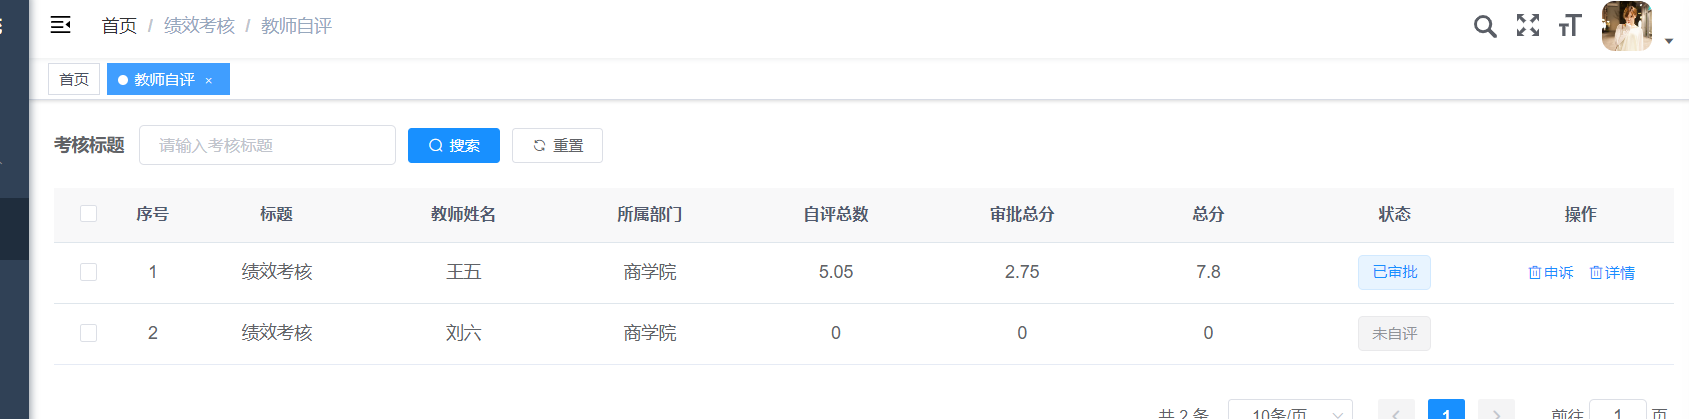 首页 / 绩效考核 / 教师自评
首页 教师自评 ×
考核标题 请输入考核标题 搜索 重置
序号 标题 教师姓名 所属部门 自评总数 审批总分 总分 状态 操作
1 绩效考核 王五 商学院 5.05 2.75 7.8 已审批 申诉 详情
2 绩效考核 刘六 商学院 0 0 0 未自评
共 2 条 10条/页 1 前往 1 页